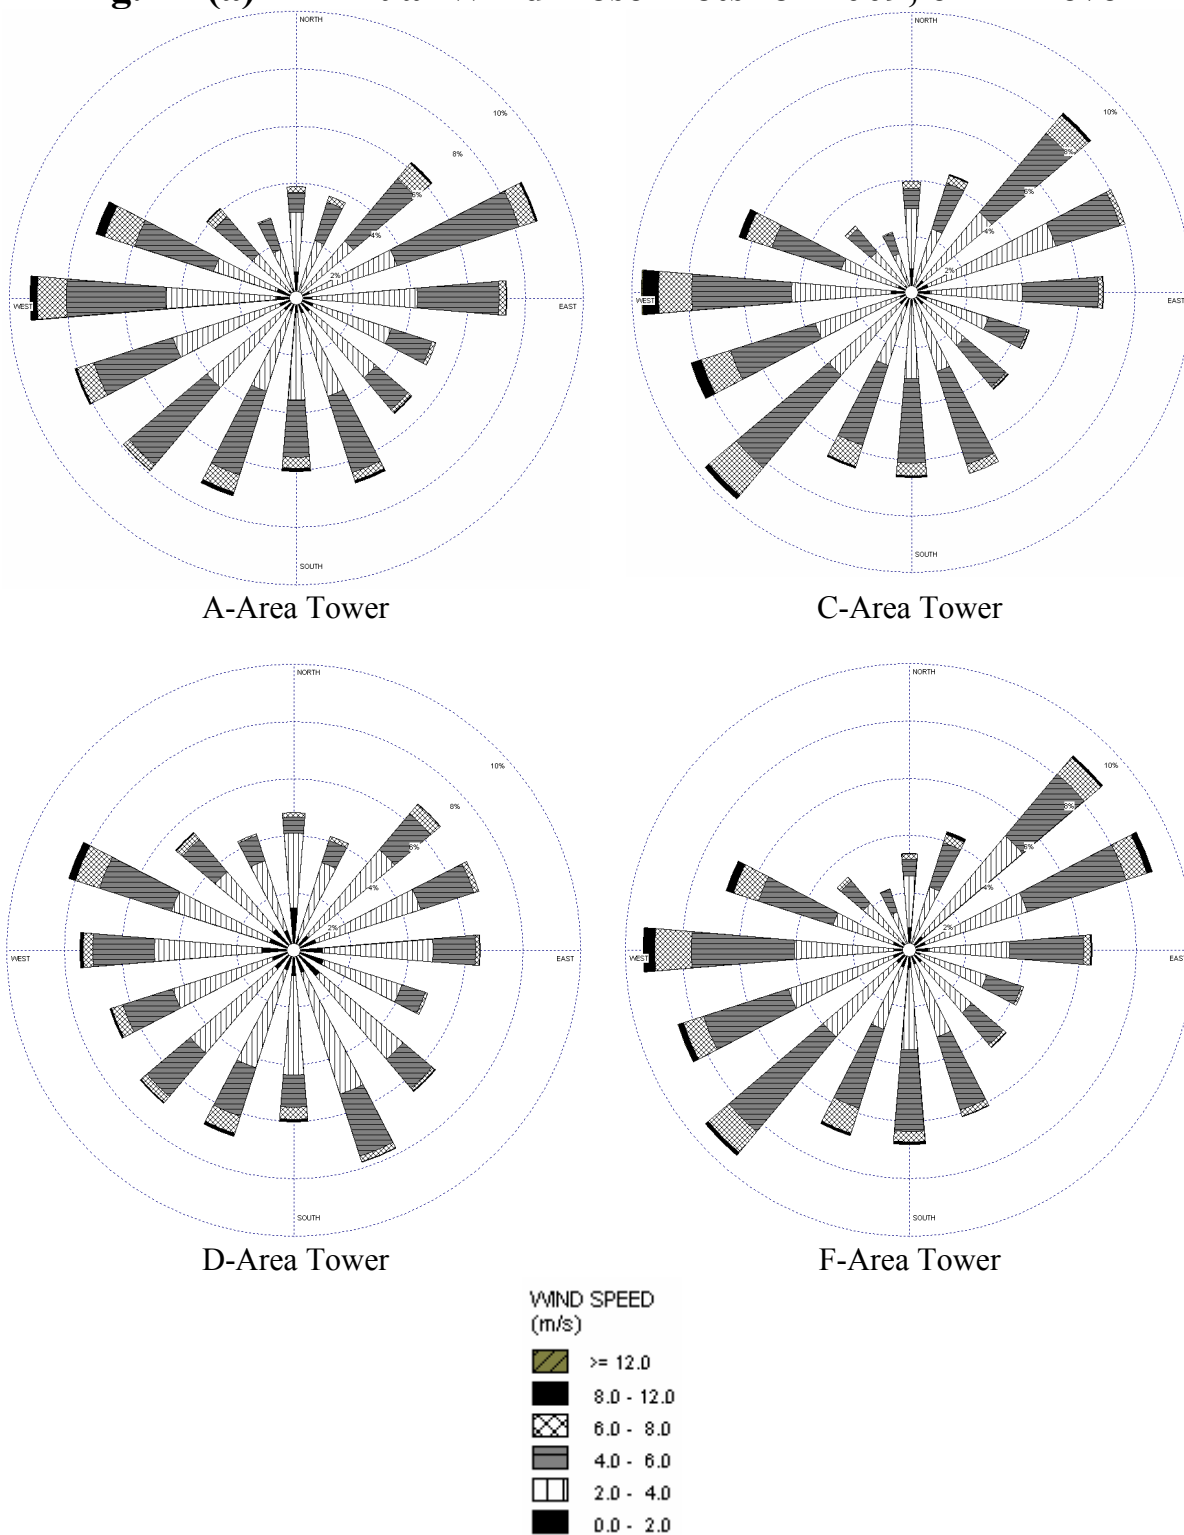 NORTH
10%
8%
6%
4%
2%
WEST
EAST
SOUTH
A-Area Tower
NORTH
10%
8%
6%
4%
2%
WEST
EAST
SOUTH
C-Area Tower
NORTH
10%
8%
6%
4%
2%
WEST
EAST
SOUTH
D-Area Tower
NORTH
10%
8%
6%
4%
2%
WEST
EAST
SOUTH
F-Area Tower
WIND SPEED
(m/s)
>= 12.0
8.0 - 12.0
6.0 - 8.0
4.0 - 6.0
2.0 - 4.0
0.0 - 2.0